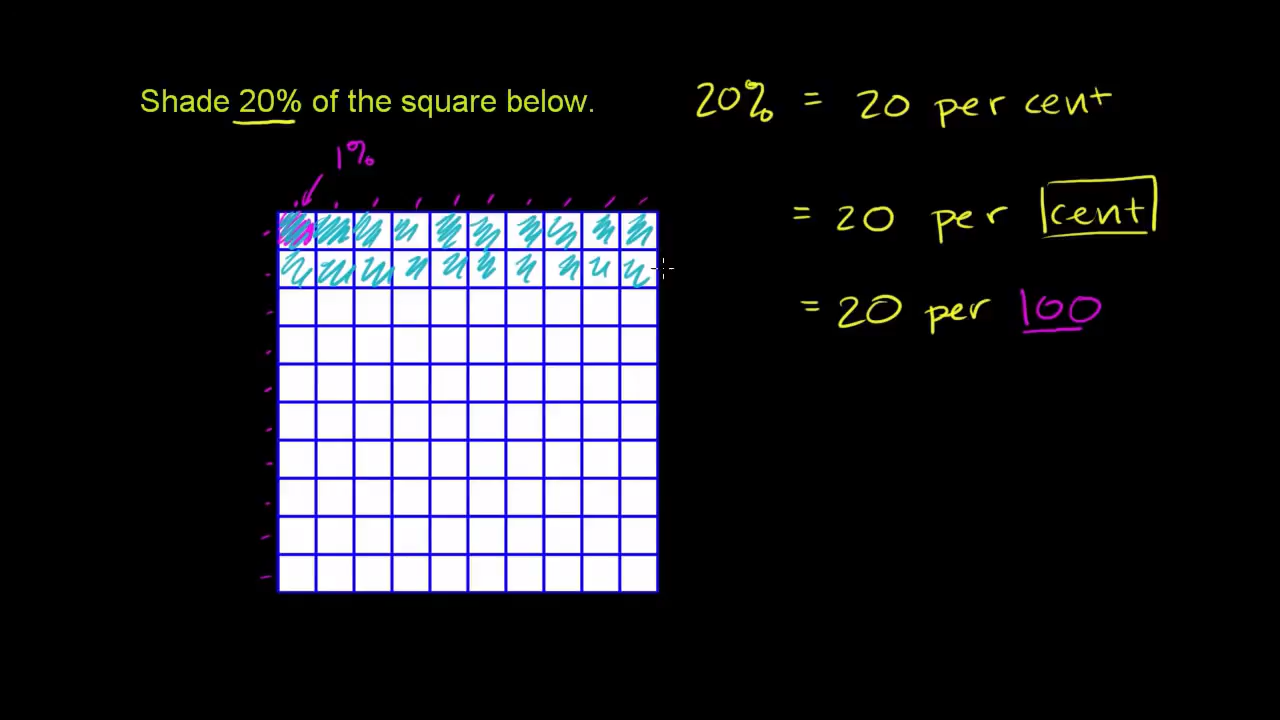 Shade 20% of the square below.
20% = 20 per cent
1%
= 20 per cent
= 20 per 100